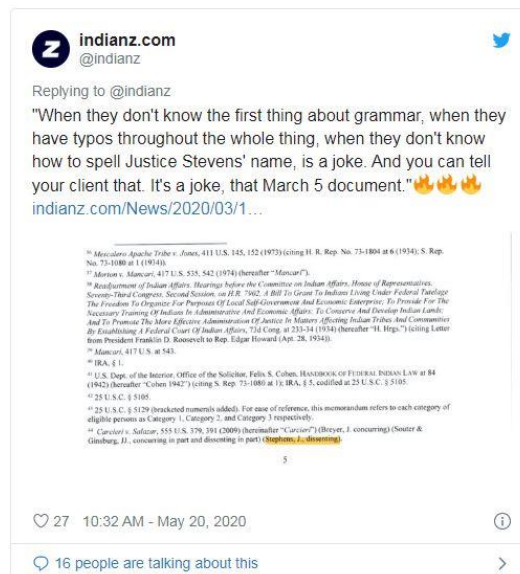 indianz.com
@indianz
Replying to @indianz
"When they don't know the first thing about grammar, when they
have typos throughout the whole thing, when they don't know
how to spell Justice Stevens' name, is a joke. And you can tell
your client that. It's a joke, that March 5 document."🔥🔥🔥
indianz.com/News/2020/03/1…
³⁶ Mescalero Apache Tribe v. Jones, 411 U.S. 145, 152 (1973) (citing H. R. Rep. No. 73-1804 at 6 (1934); S. Rep.
No. 73-1080 at 1 (1934)).
³⁷ Morton v. Mancari, 417 U.S. 535, 542 (1974) (hereafter "Mancari").
³⁸ Readjustment of Indian Affairs. Hearings before the Committee on Indian Affairs, House of Representatives,
Seventy-Third Congress, Second Session, on H.R. 7902, A Bill To Grant To Indians Living Under Federal Tutelage
The Freedom To Organize For Purposes Of Local Self-Government And Economic Enterprise; To Provide For The
Necessary Training Of Indians In Administrative And Economic Affairs; To Conserve And Develop Indian Lands;
And To Promote The More Effective Administration Of Justice In Matters Affecting Indian Tribes And Communities
By Establishing A Federal Court Of Indian Affairs, 73d Cong. at 233-34 (1934) (hereafter "H. Hrgs.") (citing Letter
from President Franklin D. Roosevelt to Rep. Edgar Howard (Apr. 28, 1934)).
³⁹ Mancari, 417 U.S. at 543.
⁴⁰ IRA, § 1.
⁴¹ U.S. Dept. of the Interior, Office of the Solicitor, Felix S. Cohen, HANDBOOK OF FEDERAL INDIAN LAW at 84
(1942) (hereafter "Cohen 1942") (citing S. Rep. 73-1080 at 1); IRA, § 5, codified at 25 U.S.C. § 5105.
⁴² 25 U.S.C. § 5105.
⁴³ 25 U.S.C. § 5129 (bracketed numerals added). For ease of reference, this memorandum refers to each category of
eligible persons as Category 1, Category 2, and Category 3 respectively.
⁴⁴ Carcieri v. Salazar, 555 U.S. 379, 391 (2009) (hereinafter "Carcieri") (Breyer, J. concurring) (Souter &
Ginsburg, JJ., concurring in part and dissenting in part) (Stephens, J., dissenting).
5
27 10:32 AM - May 20, 2020
16 people are talking about this